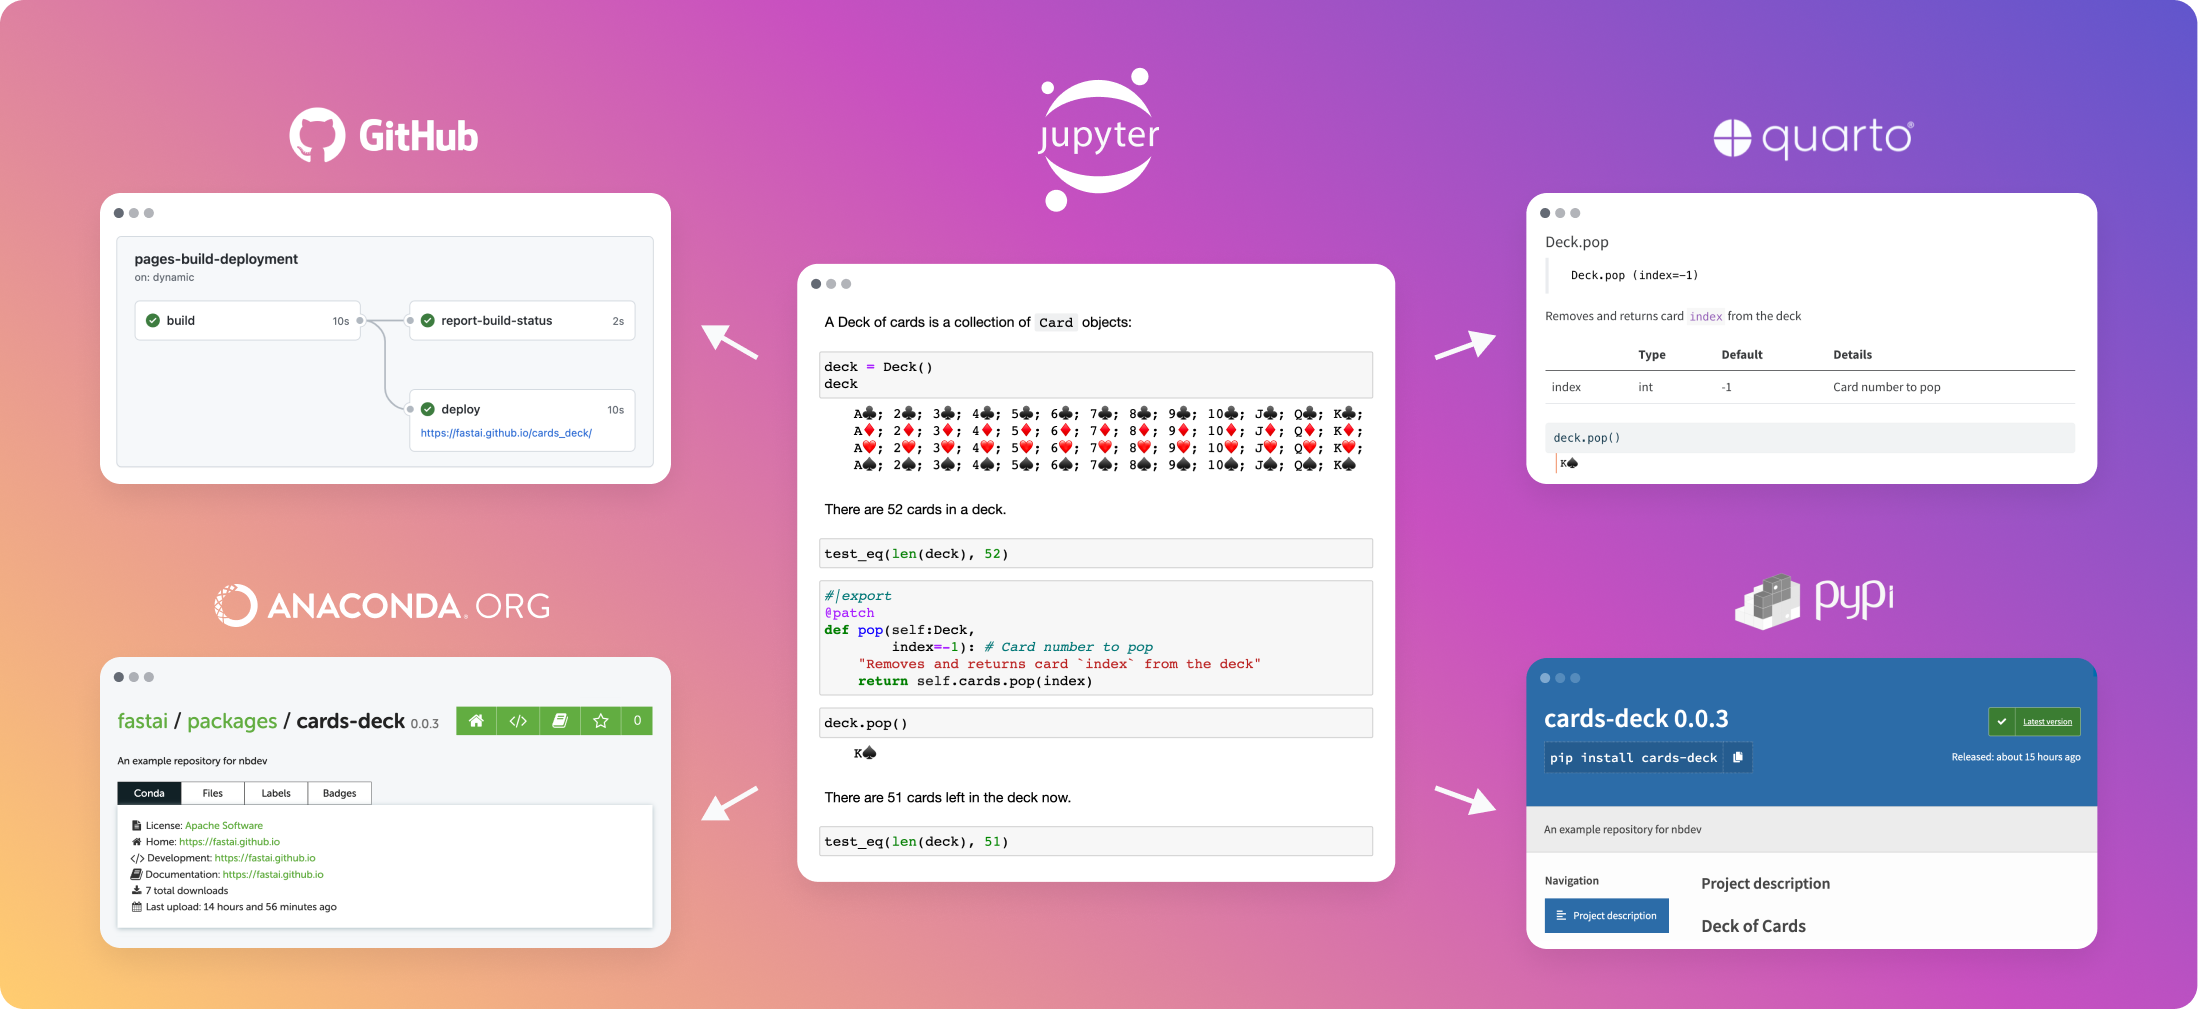 GitHub
pages-build-deployment
on: dynamic
build 10s
report-build-status 2s
deploy 10s
https://fastai.github.io/cards_deck/
ANACONDA.ORG
fastai / packages / cards-deck 0.0.3
0
An example repository for nbdev
Conda Files Labels Badges
License: Apache Software
Home: https://fastai.github.io
Development: https://fastai.github.io
Documentation: https://fastai.github.io
7 total downloads
Last upload: 14 hours and 56 minutes ago
jupyter
A Deck of cards is a collection of Card objects:
deck = Deck()
deck
A♣; 2♣; 3♣; 4♣; 5♣; 6♣; 7♣; 8♣; 9♣; 10♣; J♣; Q♣; K♣;
A♦; 2♦; 3♦; 4♦; 5♦; 6♦; 7♦; 8♦; 9♦; 10♦; J♦; Q♦; K♦;
A♥; 2♥; 3♥; 4♥; 5♥; 6♥; 7♥; 8♥; 9♥; 10♥; J♥; Q♥; K♥;
A♠; 2♠; 3♠; 4♠; 5♠; 6♠; 7♠; 8♠; 9♠; 10♠; J♠; Q♠; K♠
There are 52 cards in a deck.
test_eq(len(deck), 52)
#|export
@patch
def pop(self:Deck,
index=-1): # Card number to pop
"Removes and returns card `index` from the deck"
return self.cards.pop(index)
deck.pop()
K♠
There are 51 cards left in the deck now.
test_eq(len(deck), 51)
quarto®
Deck.pop
Deck.pop (index=-1)
Removes and returns card index from the deck
Type Default Details
index int -1 Card number to pop
deck.pop()
K♠
pypi
cards-deck 0.0.3
Latest version
pip install cards-deck
Released: about 15 hours ago
An example repository for nbdev
Navigation
Project description
Project description
Deck of Cards